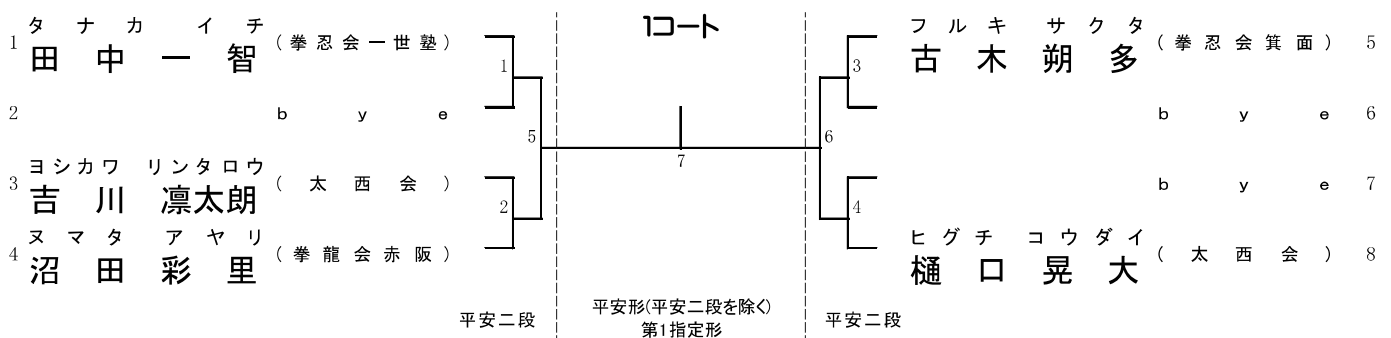 1コート
タナカ イチ
1 田中一智 (拳忍会一世塾)
2 bye
ヨシカワ リンタロウ
3 吉川凛太朗 (太西会)
ヌマタ アヤリ
4 沼田彩里 (拳龍会赤阪)
1
2
5
7
6
3
4
フルキ サクタ
古木朔多 (拳忍会箕面) 5
bye 6
bye 7
ヒグチ コウダイ
樋口晃大 (太西会) 8
平安二段
平安形(平安二段を除く)
第1指定形
平安二段